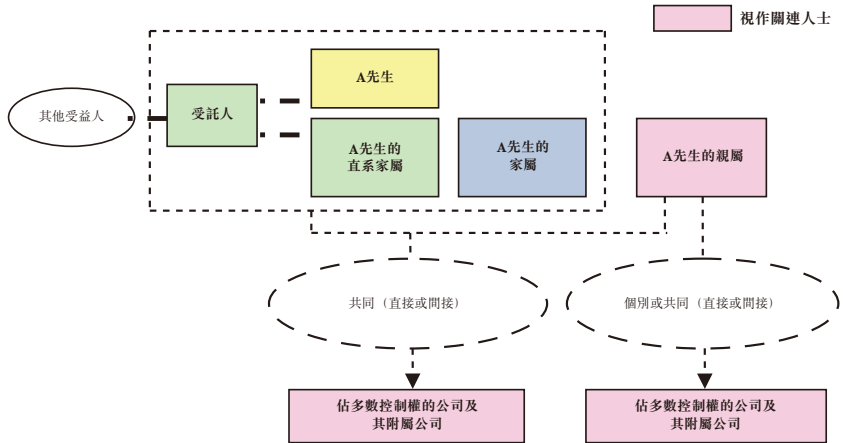 視作關連人士
A先生
其他受益人
受託人
A先生的
直系家屬
A先生的
家屬
A先生的親屬
共同（直接或間接）
個別或共同（直接或間接）
佔多數控制權的公司及
其附屬公司
佔多數控制權的公司及
其附屬公司